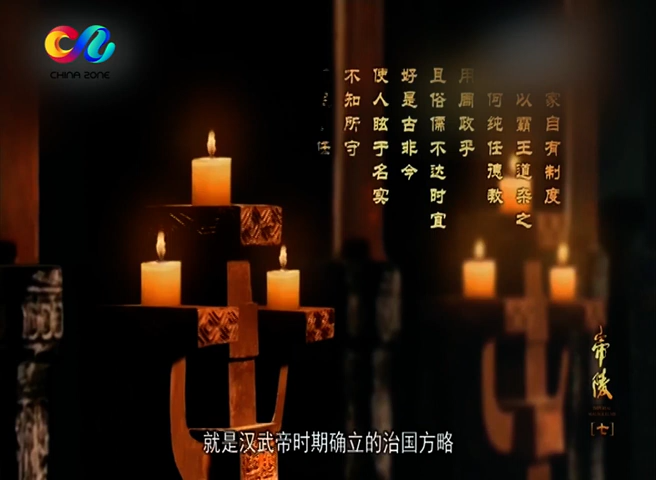 CHINA ZONE
家自有制度
以霸王道杂之
何纯任德教
用周政乎
且俗儒不达时宜
好是古非今
使人眩于名实
不知所守
任
帝陵
[七]
就是汉武帝时期确立的治国方略